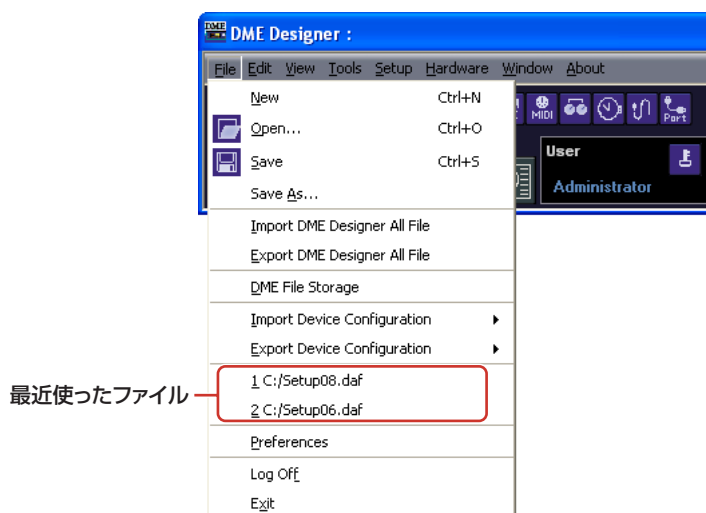 DME Designer :
File Edit View Tools Setup Hardware Window About
New Ctrl+N
Open... Ctrl+O
Save Ctrl+S
Save As...
MIDI
Port
User
Administrator
Import DME Designer All File
Export DME Designer All File
DME File Storage
Import Device Configuration
Export Device Configuration
最近使ったファイル
1 C:/Setup08.daf
2 C:/Setup06.daf
Preferences
Log Off
Exit